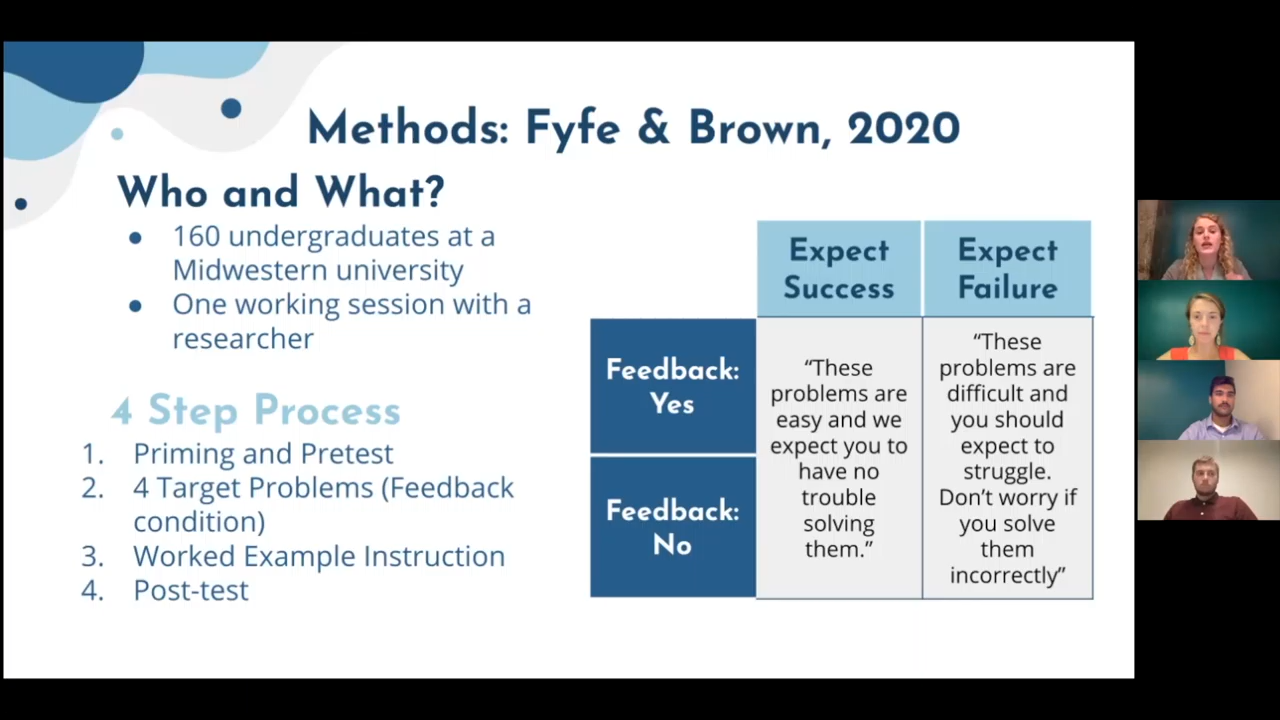 Methods: Fyfe & Brown, 2020
Who and What?
● 160 undergraduates at a
Midwestern university
● One working session with a
researcher
4 Step Process
1. Priming and Pretest
2. 4 Target Problems (Feedback
condition)
3. Worked Example Instruction
4. Post-test
Expect
Success
Expect
Failure
Feedback:
Yes
Feedback:
No
“These
problems are
easy and we
expect you to
have no
trouble
solving
them.”
“These
problems are
difficult and
you should
expect to
struggle.
Don’t worry if
you solve
them
incorrectly”